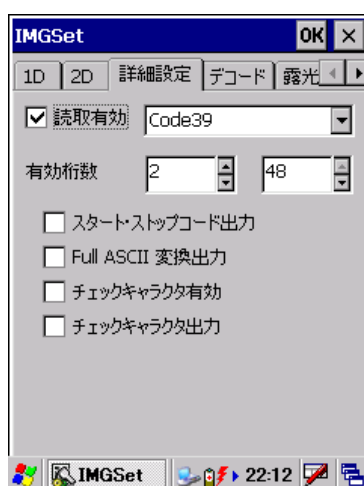 IMGSet OK ×
1D 2D 詳細設定 デコード 露光
読取有効 Code39
有効桁数 2 48
スタート・ストップコード出力
Full ASCII 変換出力
チェックキャラクタ有効
チェックキャラクタ出力
IMGSet 22:12